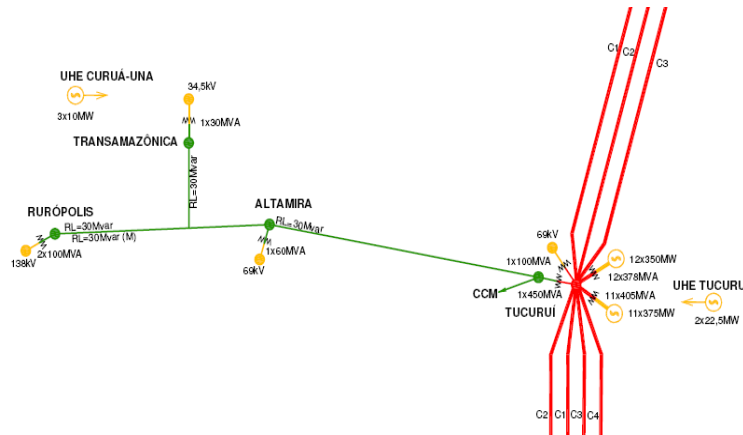 C1
C2
C3
UHE CURUÁ-UNA
3x10MW
34,5kV
1x30MVA
TRANSAMAZÔNICA
RL=30Mvar
RURÓPOLIS
RL=30Mvar
RL=30Mvar (M)
2x100MVA
138kV
ALTAMIRA
RL=30Mvar
1x60MVA
69kV
69kV
1x100MVA
12x350MW
12x378MVA
CCM
1x450MVA
11x405MVA
UHE TUCURU
TUCURUÍ
11x375MW
2x22,5MW
C2
C1
C3
C4